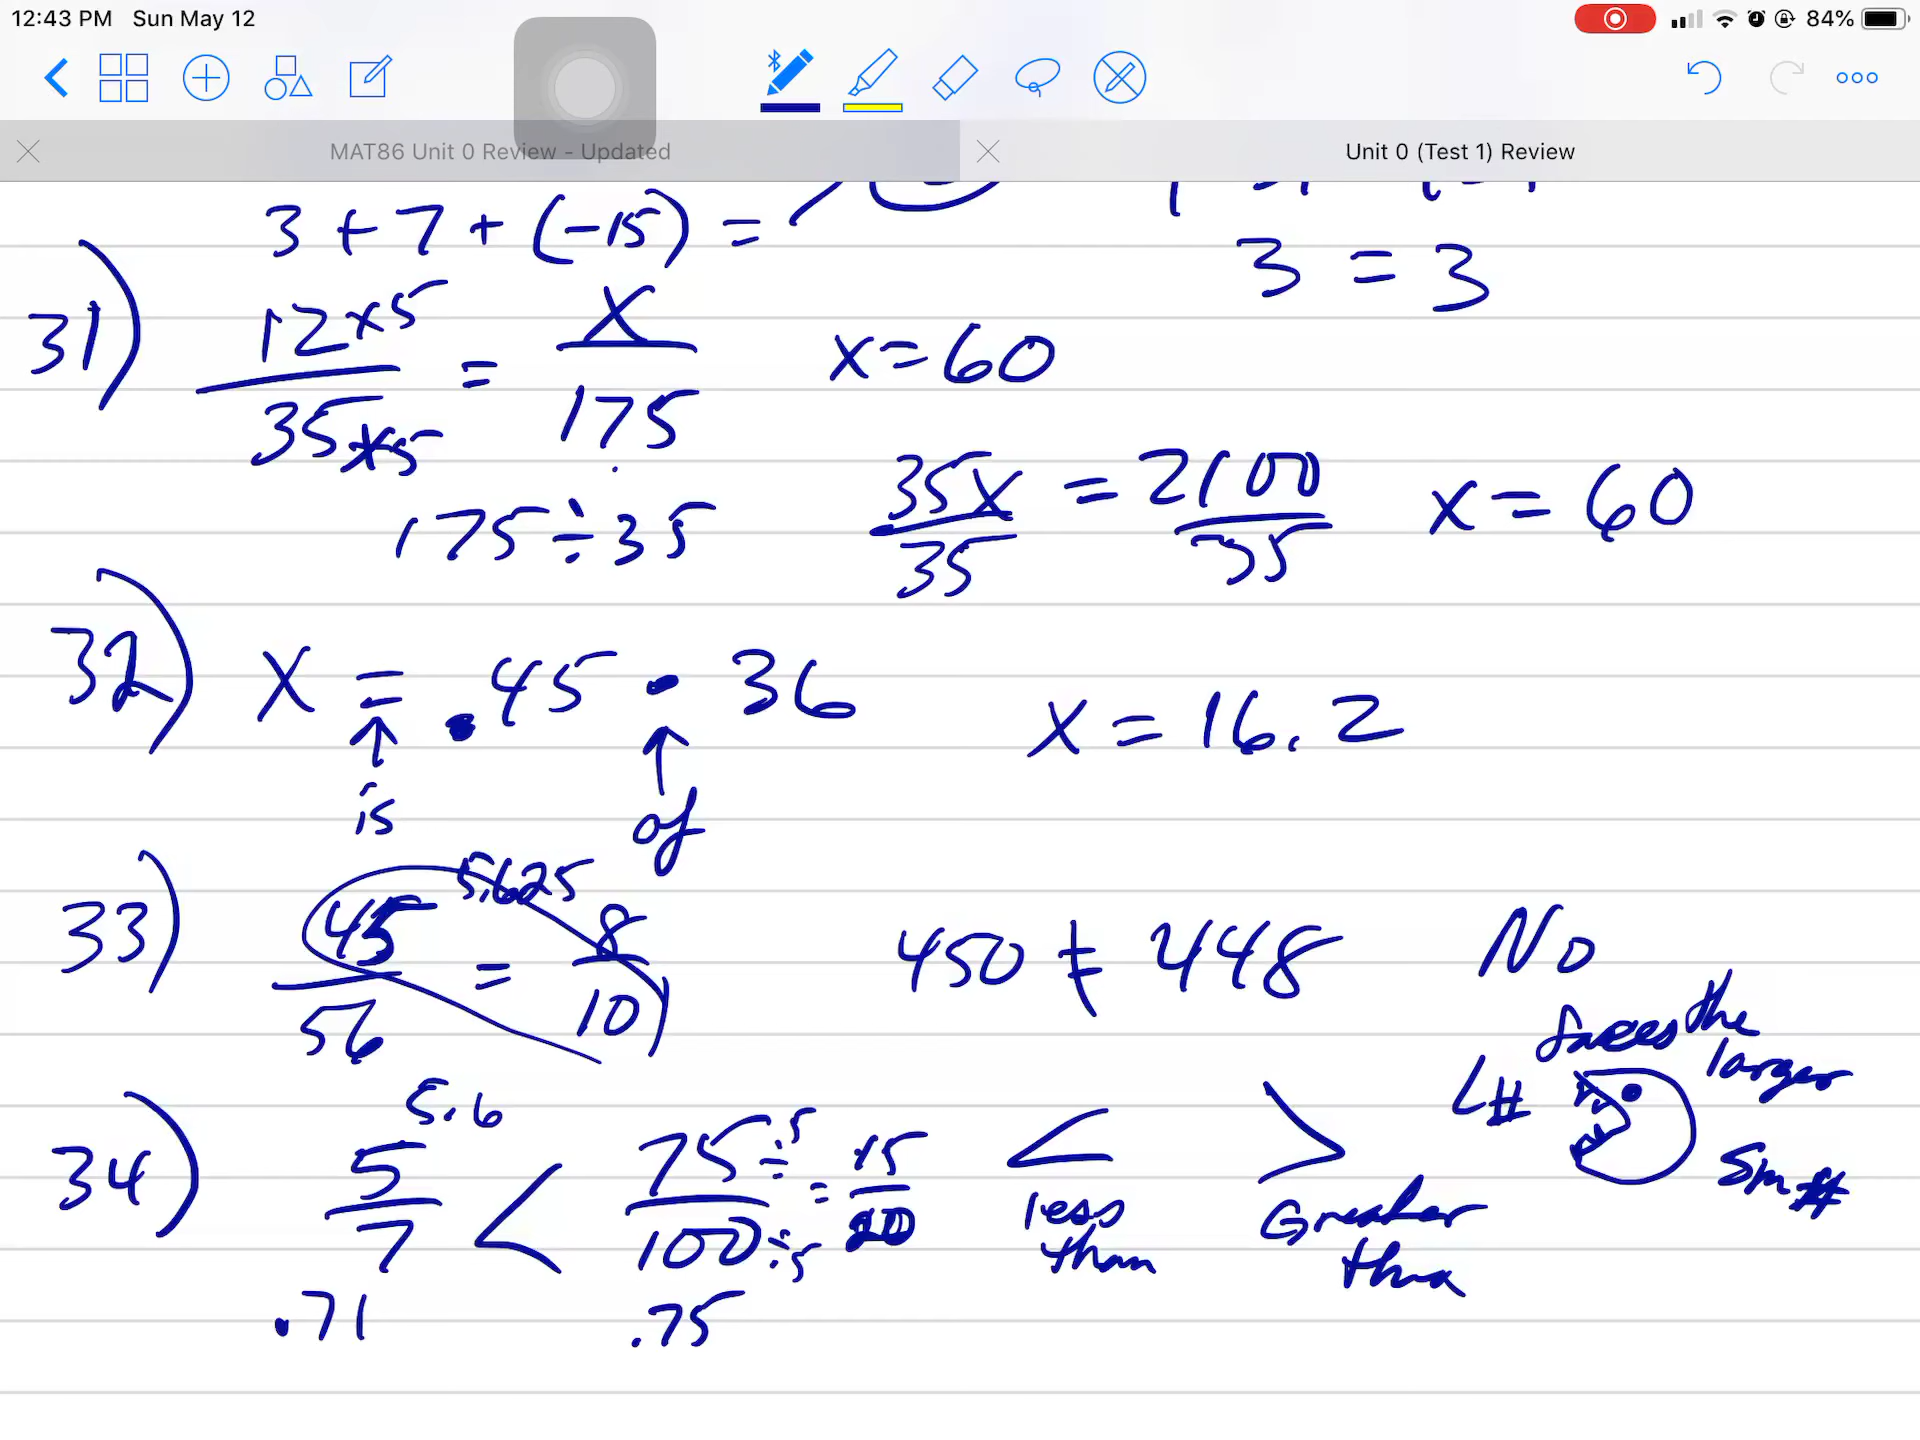 12:43 PM Sun May 12
84%
MAT86 Unit 0 Review - Updated
Unit 0 (Test 1) Review
3 + 7 + (-15) =
3 = 3
31) 12 x5 / 35 x5 = x / 175
x = 60
175 ÷ 35
35x / 35 = 2100 / 35
x = 60
32) x = .45 • 36
x = 16.2
is
of
33) 45 / 56 = 8 / 10
5.625
450 ≠ 448
No
faces the
larger
L#
Sm #
5.6
34) 5 / 7 < 75 ÷ 5 / 100 ÷ 5 = 15 / 20
<
>
less
than
Greater
than
.71
.75